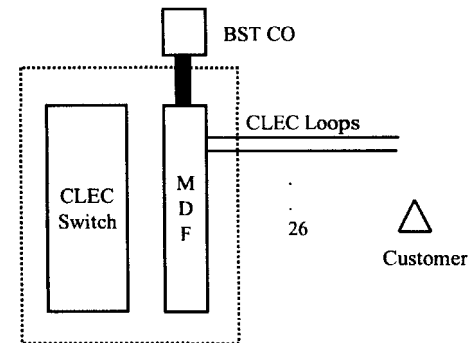 BST CO
CLEC Loops
CLEC
Switch
M
D
F
.
.
26
Customer